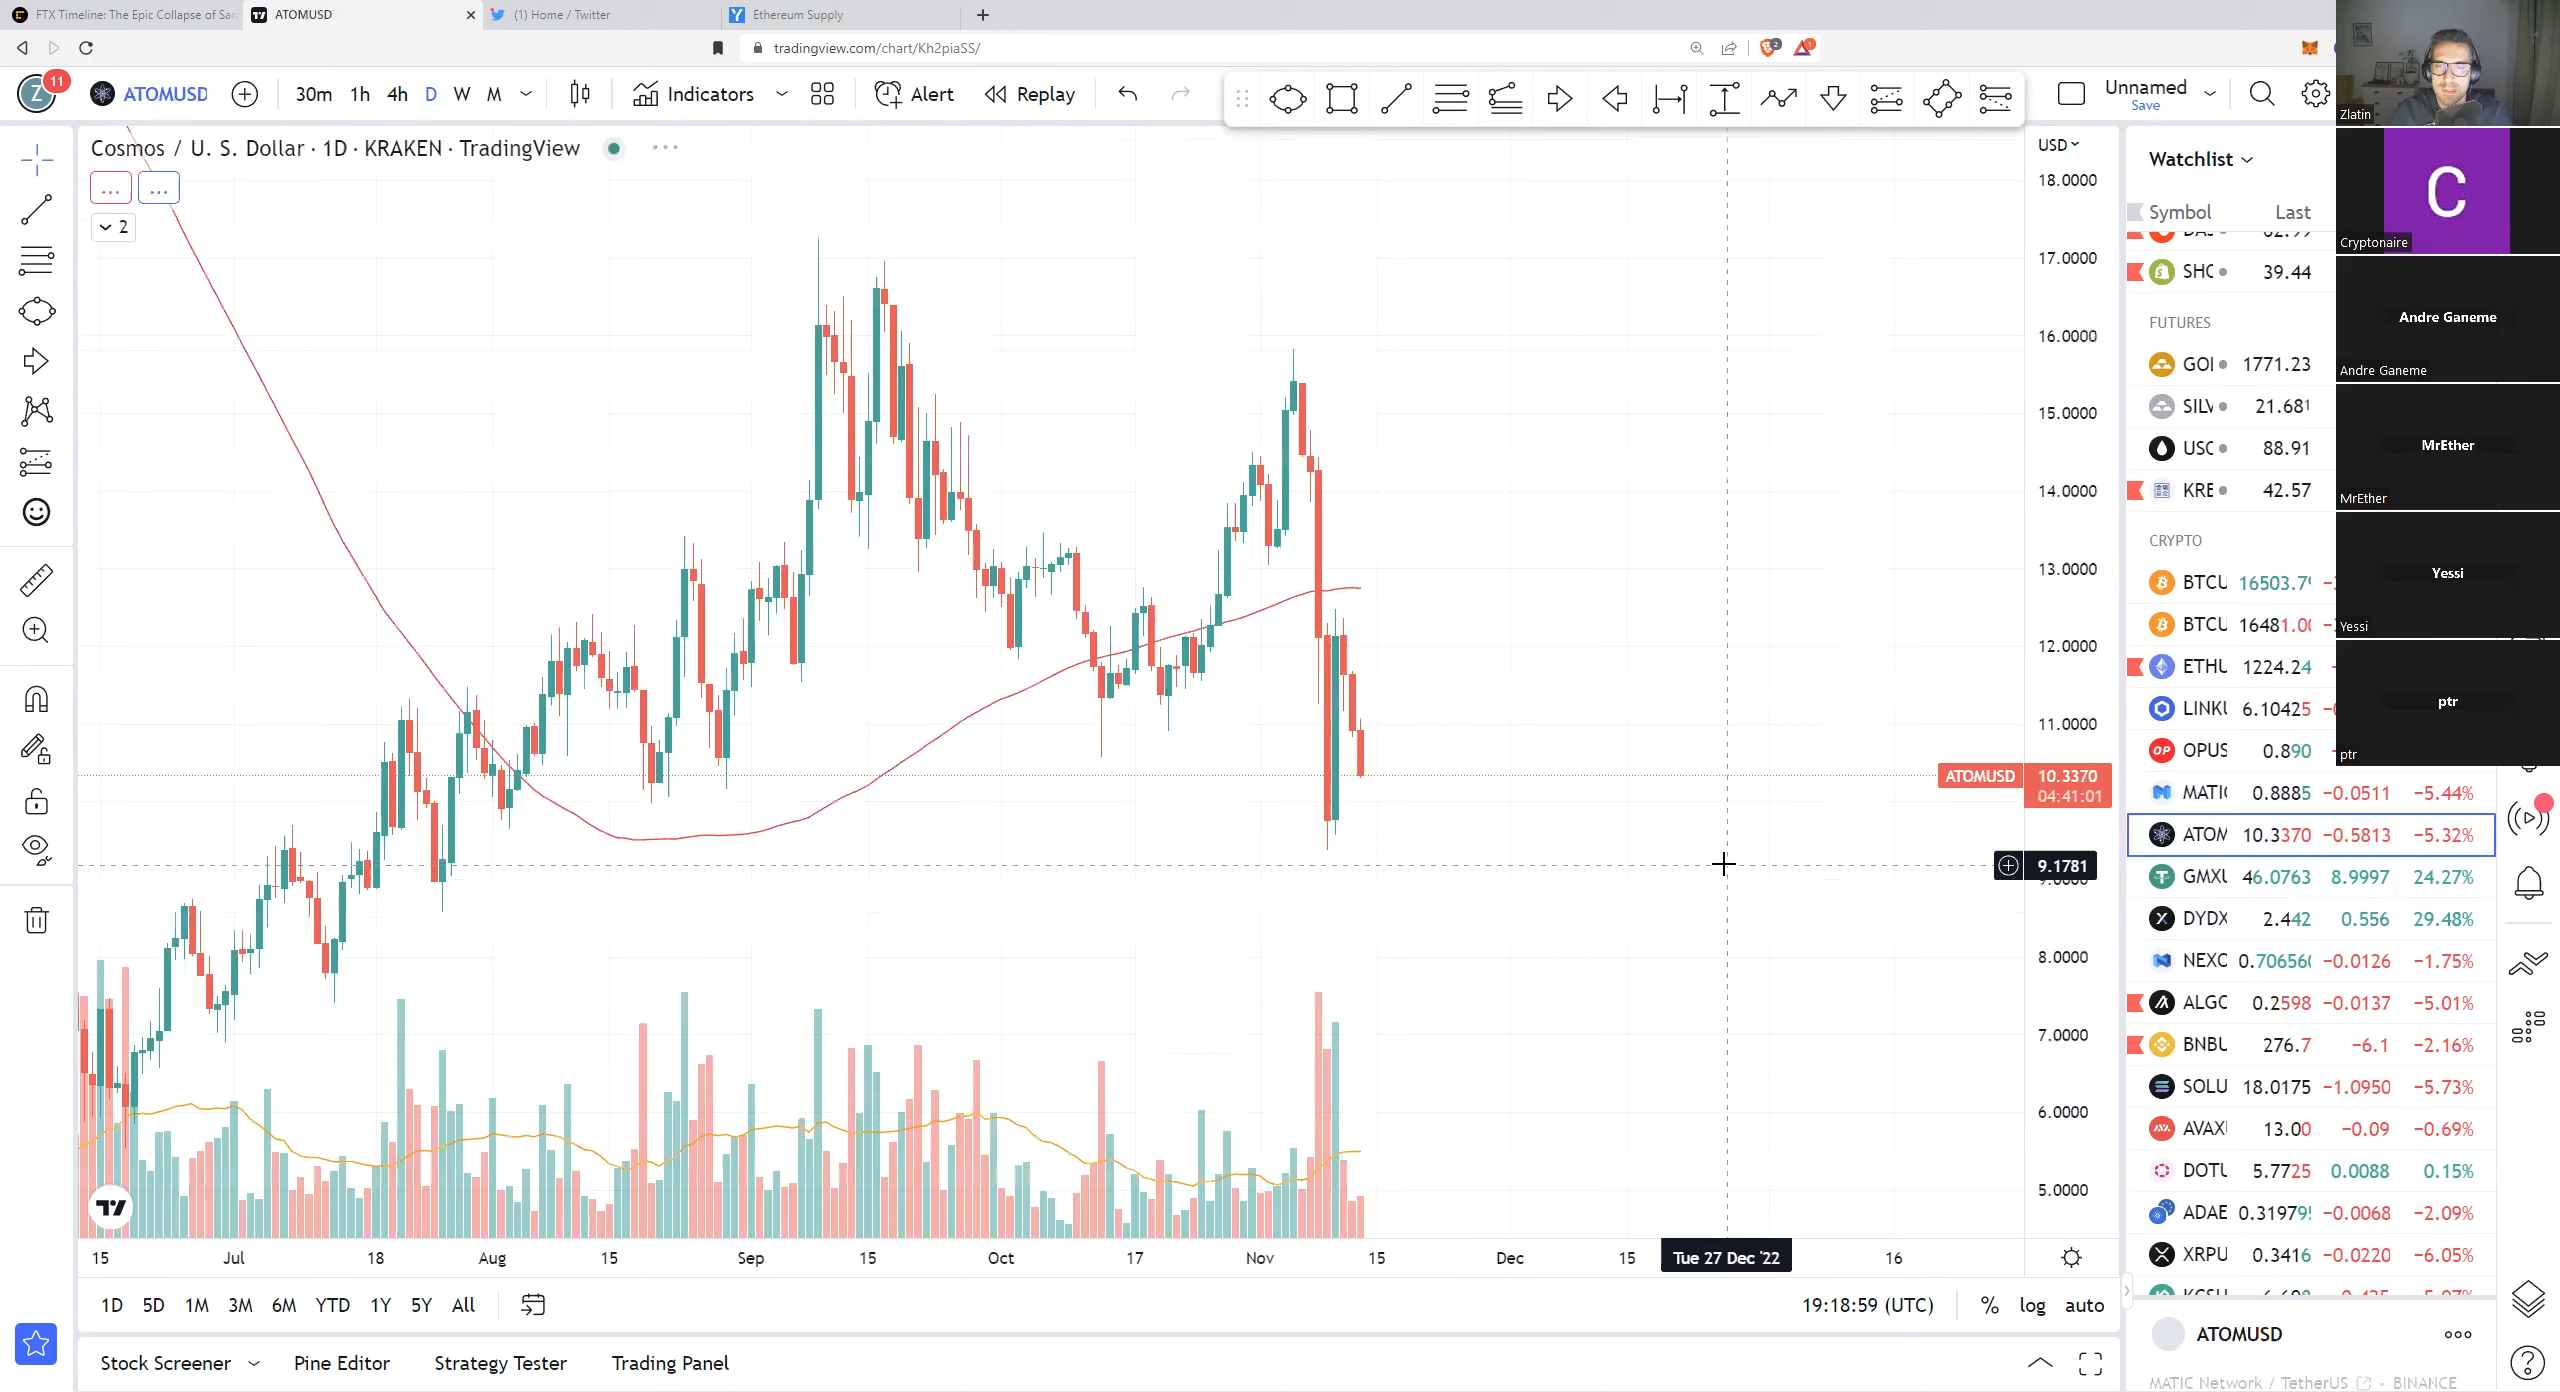 FTX Timeline: The Epic Collapse of Sar
ATOMUSD
(1) Home / Twitter
Ethereum Supply
tradingview.com/chart/Kh2piaSS/
2
1
Z
11
ATOMUSD
30m 1h 4h D W M
Indicators
Alert
Replay
Unnamed
Save
Cosmos / U. S. Dollar · 1D · KRAKEN · TradingView
2
USD
18.0000
17.0000
16.0000
15.0000
14.0000
13.0000
12.0000
11.0000
ATOMUSD 10.3370
04:41:01
9.1781
8.0000
7.0000
6.0000
5.0000
15 Jul 18 Aug 15 Sep 15 Oct 17 Nov 15 Dec 15 Tue 27 Dec '22 16
1D 5D 1M 3M 6M YTD 1Y 5Y All
19:18:59 (UTC) % log auto
Stock Screener Pine Editor Strategy Tester Trading Panel
Watchlist
Symbol Last
SHC 39.44
FUTURES
GOI 1771.23
SILV 21.681
USC 88.91
KRE 42.57
CRYPTO
BTCU 16503.79
BTCU 16481.00
ETHU 1224.24
LINKU 6.10425
OPUS 0.890
MATIC 0.8885 −0.0511 −5.44%
ATOM 10.3370 −0.5813 −5.32%
GMXU 46.0763 8.9997 24.27%
DYDX 2.442 0.556 29.48%
NEXC 0.706560 −0.0126 −1.75%
ALGC 0.2598 −0.0137 −5.01%
BNBU 276.7 −6.1 −2.16%
SOLU 18.0175 −1.0950 −5.73%
AVAX 13.00 −0.09 −0.69%
DOTU 5.7725 0.0088 0.15%
ADAE 0.319795 −0.0068 −2.09%
XRPU 0.3416 −0.0220 −6.05%
ATOMUSD
MATIC Network / TetherUS · BINANCE
Zlatin
C
Cryptonaire
Andre Ganeme
Andre Ganeme
MrEther
MrEther
Yessi
Yessi
ptr
ptr